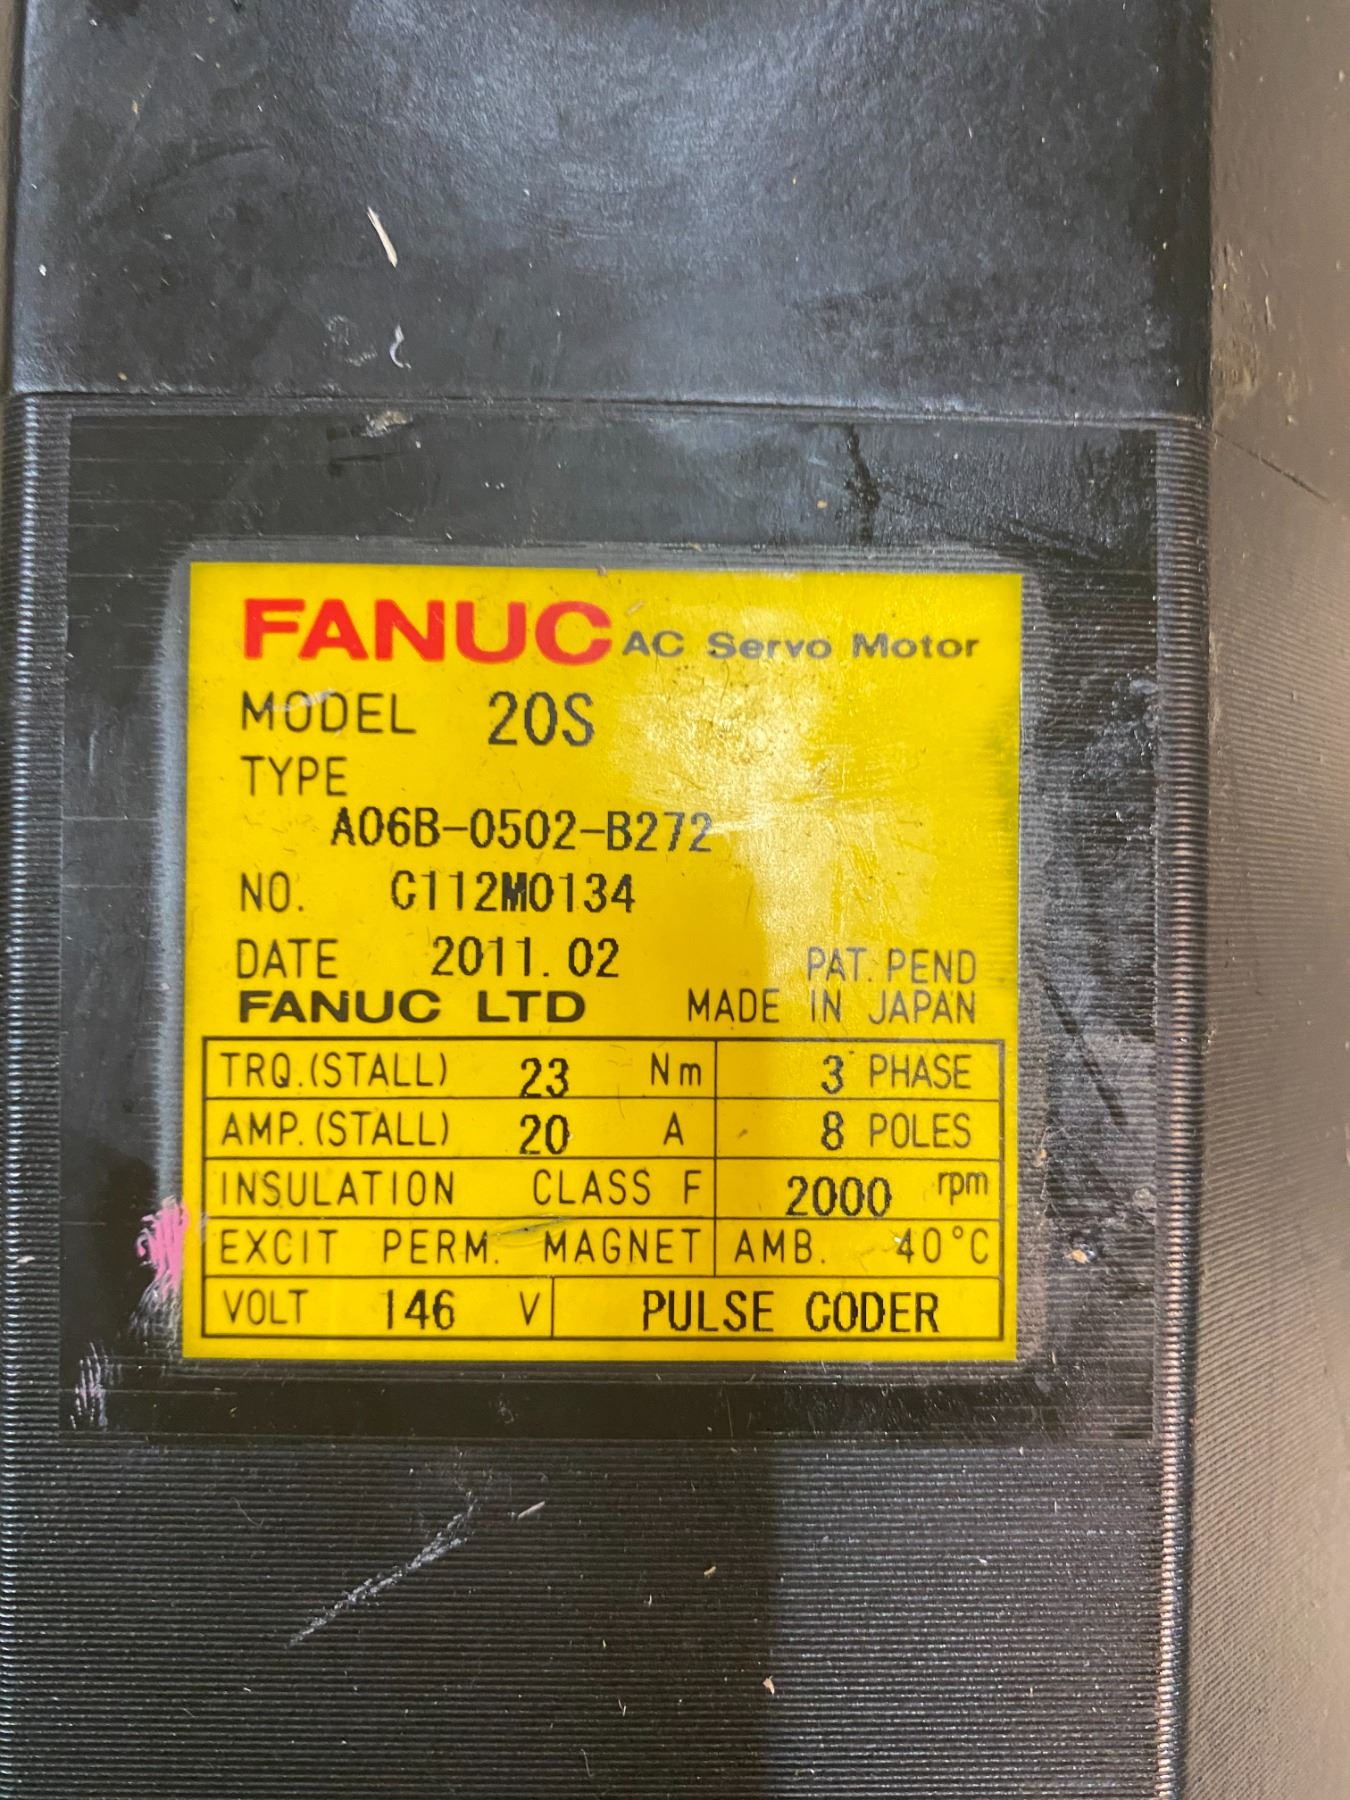 FANUC AC Servo Motor
MODEL 20S
TYPE
A06B-0502-B272
NO. C112M0134
DATE 2011.02 PAT. PEND
FANUC LTD MADE IN JAPAN
TRQ.(STALL) 23 Nm 3 PHASE
AMP.(STALL) 20 A 8 POLES
INSULATION CLASS F 2000 rpm
EXCIT PERM. MAGNET AMB. 40°C
VOLT 146 V PULSE CODER